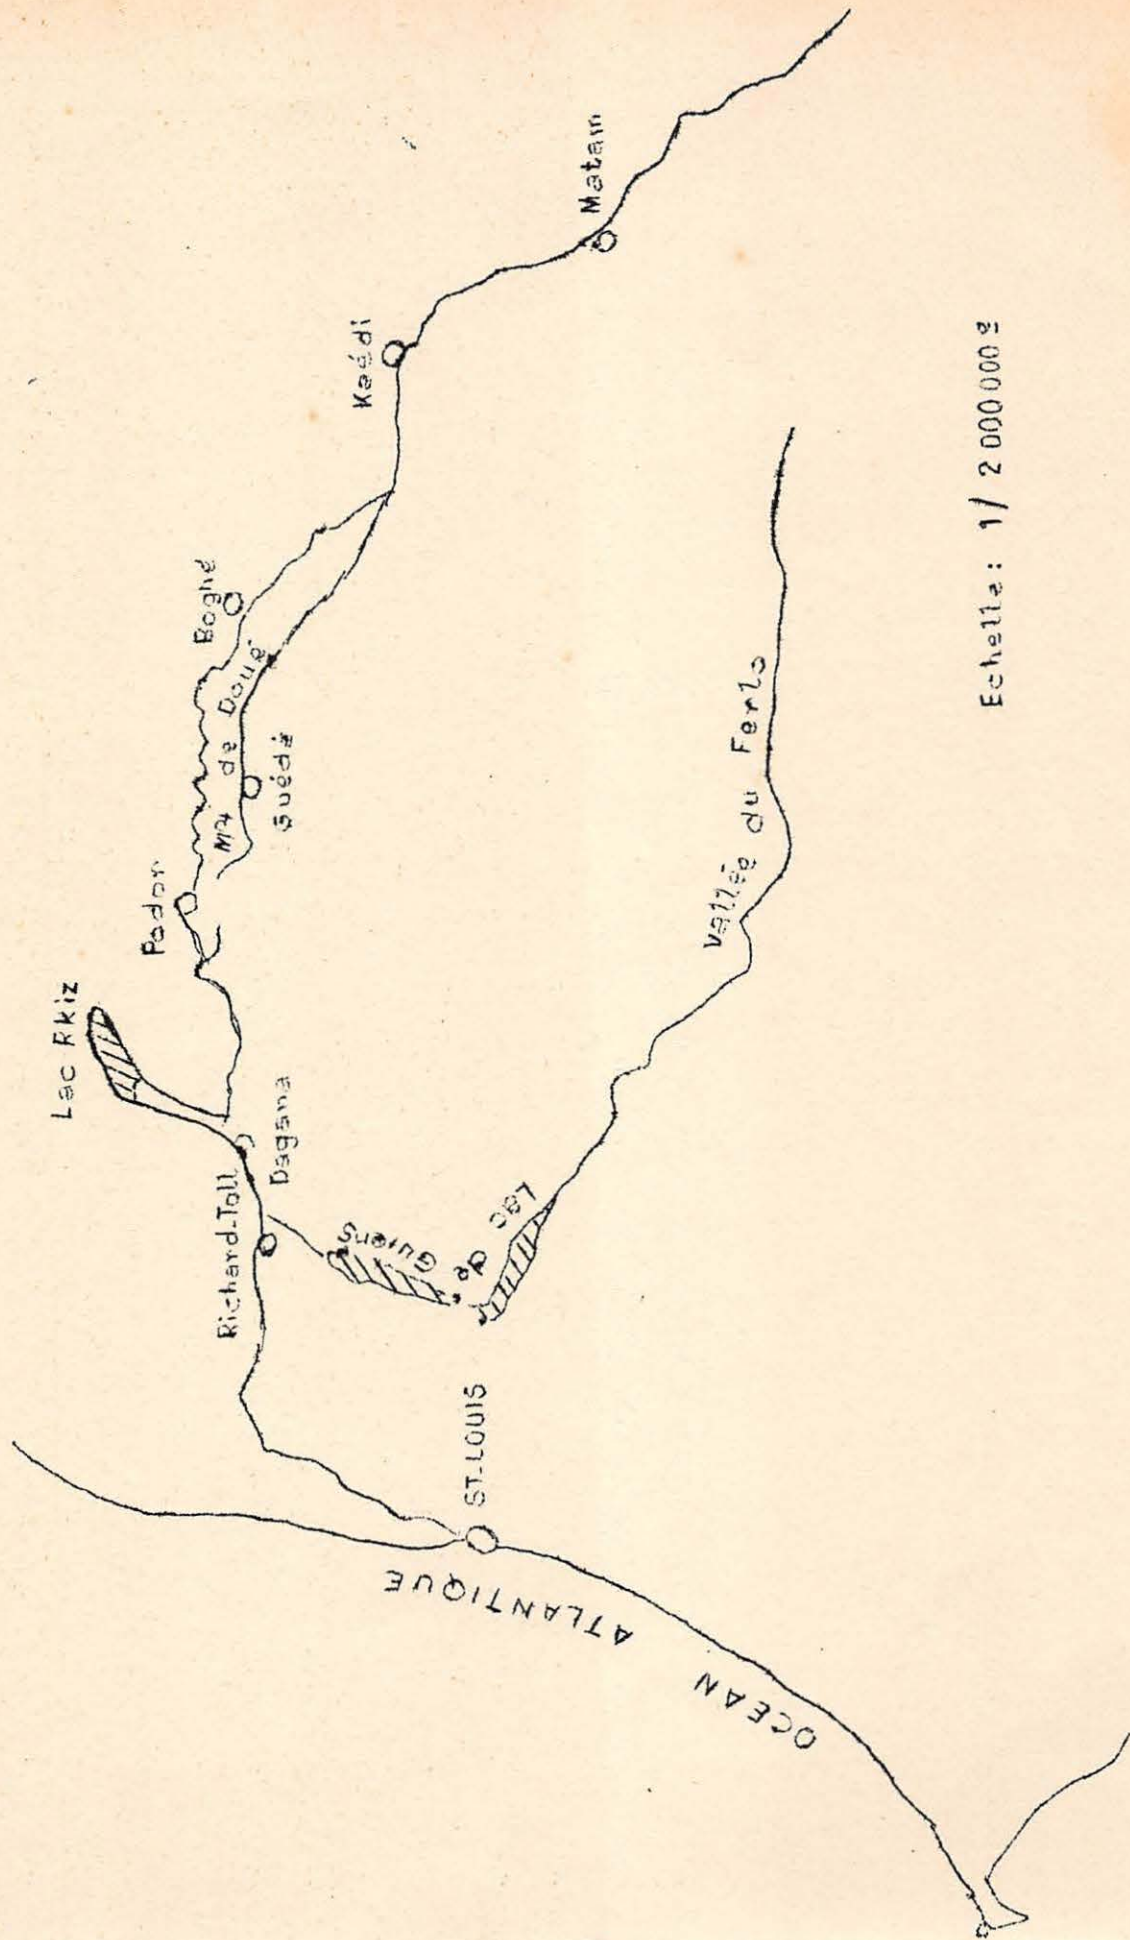 Lac Rkiz
Podor
Boghé
Mlt de Doué
Guédé
Kaédi
Matam
Richard-Toll
Dagana
Lac de Guiers
ST-LOUIS
OCEAN ATLANTIQUE
Vallée du Ferlo
Echelle: 1/ 2 000 000 e